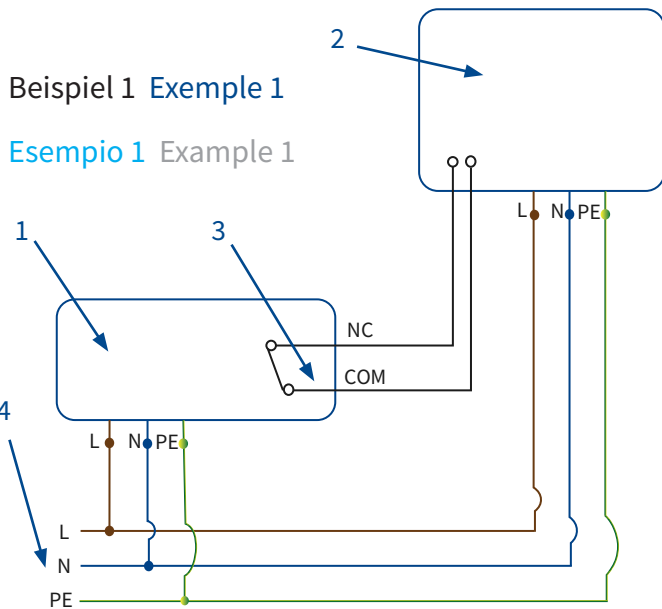 2
Beispiel 1 Exemple 1
Esempio 1 Example 1
L N PE
1
3
NC
COM
4
L N PE
L
N
PE